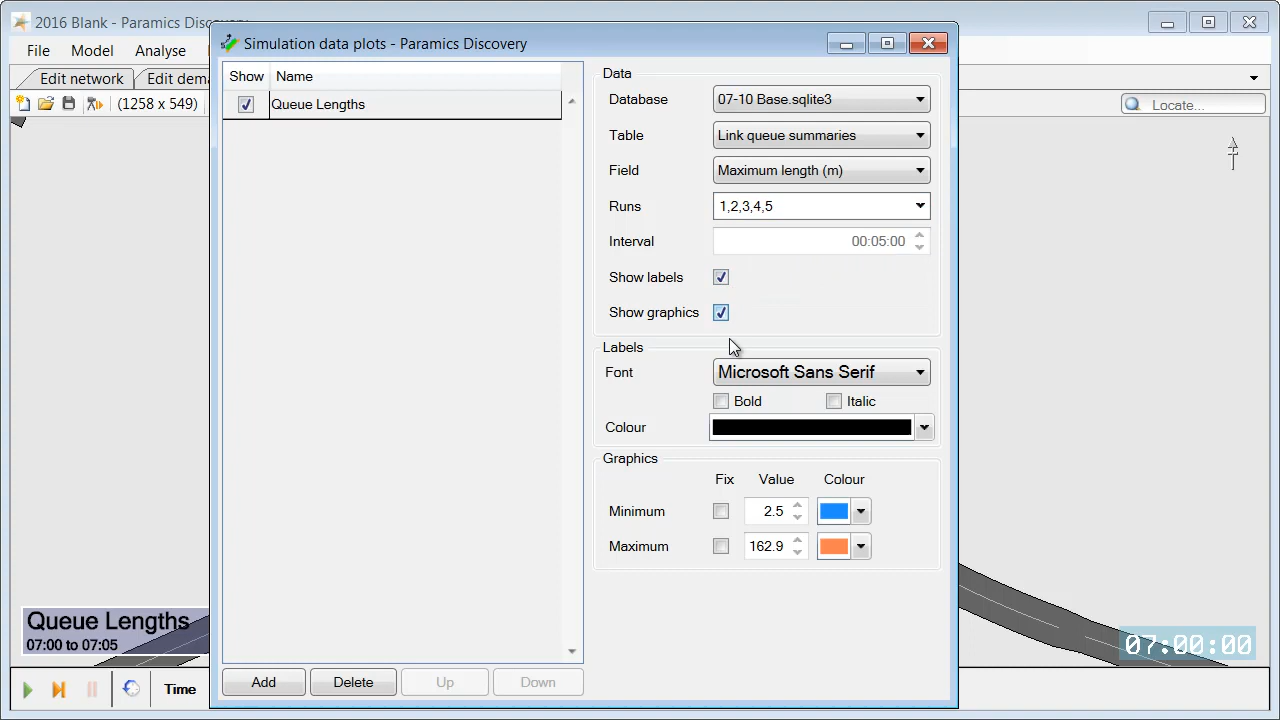 2016 Blank - Paramics Discovery
Simulation data plots - Paramics Discovery
File
Model
Analyse
Edit network
(1258 x 549)
Locate...
Show
Name
Queue Lengths
Data
Database
07-10 Base.sqlite3
Table
Link queue summaries
Field
Maximum length (m)
Runs
1,2,3,4,5
Interval
00:05:00
Show labels
Show graphics
Labels
Font
Microsoft Sans Serif
Bold
Italic
Colour
Graphics
Fix
Value
Colour
Minimum
2.5
Maximum
162.9
Queue Lengths
07:00 to 07:05
07:00:00
Add
Delete
Up
Down
Time